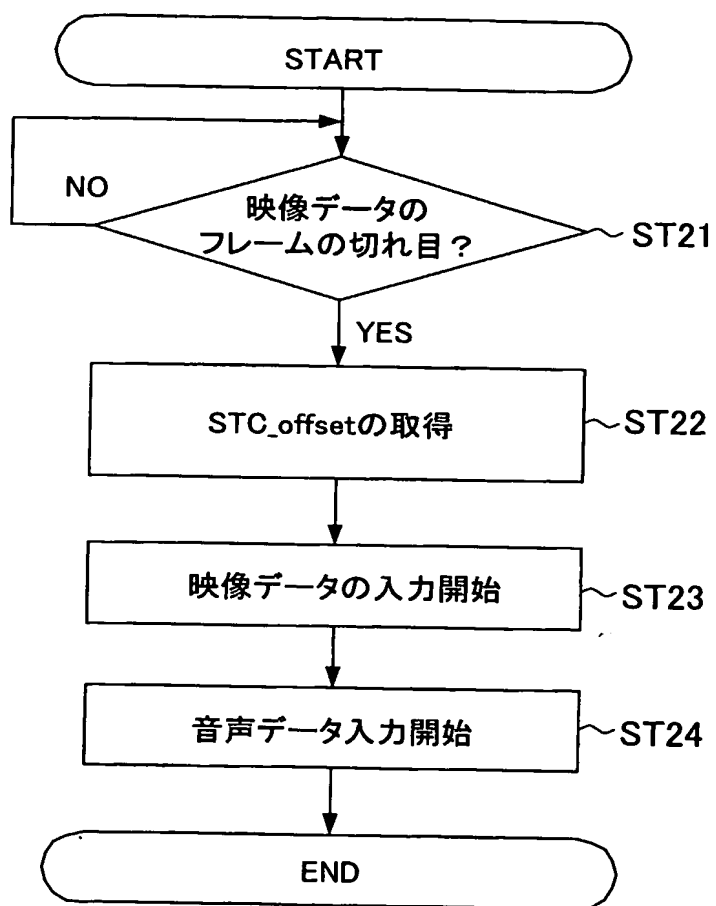 START
NO
映像データの
フレームの切れ目?
ST21
YES
STC_offsetの取得
ST22
映像データの入力開始
ST23
音声データ入力開始
ST24
END